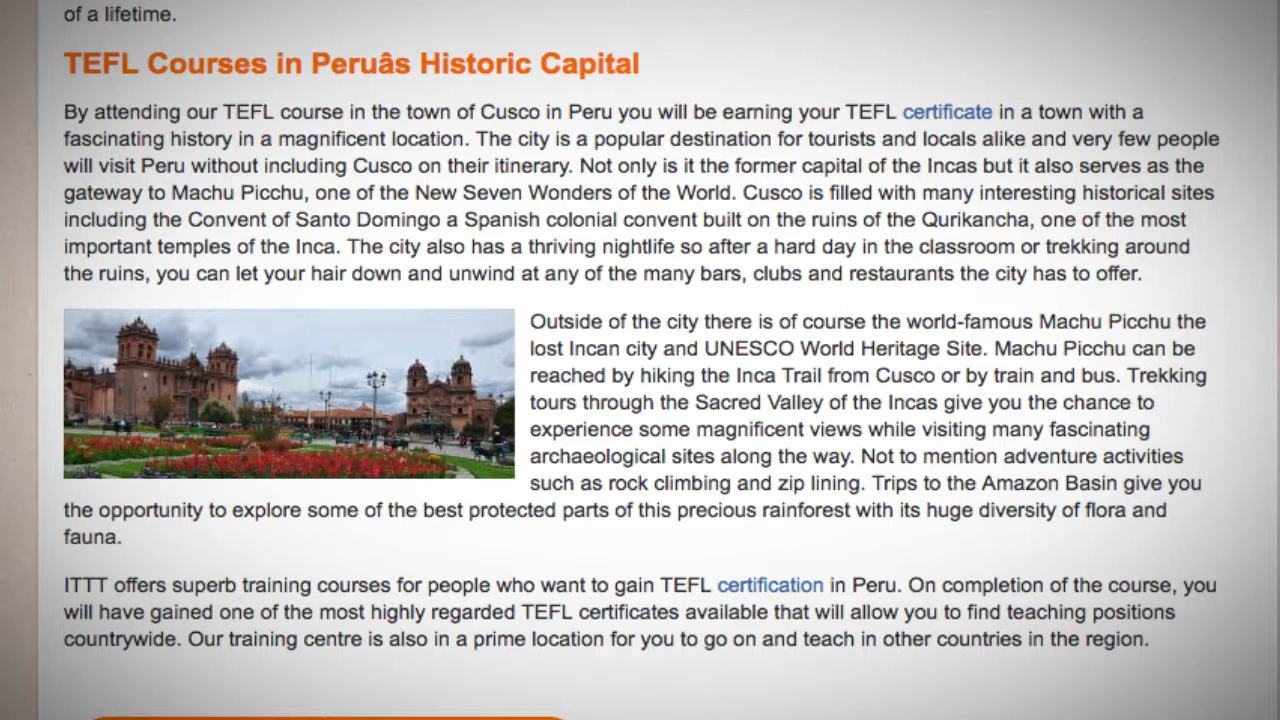 of a lifetime.
TEFL Courses in Peruâs Historic Capital
By attending our TEFL course in the town of Cusco in Peru you will be earning your TEFL certificate in a town with a
fascinating history in a magnificent location. The city is a popular destination for tourists and locals alike and very few people
will visit Peru without including Cusco on their itinerary. Not only is it the former capital of the Incas but it also serves as the
gateway to Machu Picchu, one of the New Seven Wonders of the World. Cusco is filled with many interesting historical sites
including the Convent of Santo Domingo a Spanish colonial convent built on the ruins of the Qurikancha, one of the most
important temples of the Inca. The city also has a thriving nightlife so after a hard day in the classroom or trekking around
the ruins, you can let your hair down and unwind at any of the many bars, clubs and restaurants the city has to offer.
Outside of the city there is of course the world-famous Machu Picchu the
lost Incan city and UNESCO World Heritage Site. Machu Picchu can be
reached by hiking the Inca Trail from Cusco or by train and bus. Trekking
tours through the Sacred Valley of the Incas give you the chance to
experience some magnificent views while visiting many fascinating
archaeological sites along the way. Not to mention adventure activities
such as rock climbing and zip lining. Trips to the Amazon Basin give you
the opportunity to explore some of the best protected parts of this precious rainforest with its huge diversity of flora and
fauna.
ITTT offers superb training courses for people who want to gain TEFL certification in Peru. On completion of the course, you
will have gained one of the most highly regarded TEFL certificates available that will allow you to find teaching positions
countrywide. Our training centre is also in a prime location for you to go on and teach in other countries in the region.